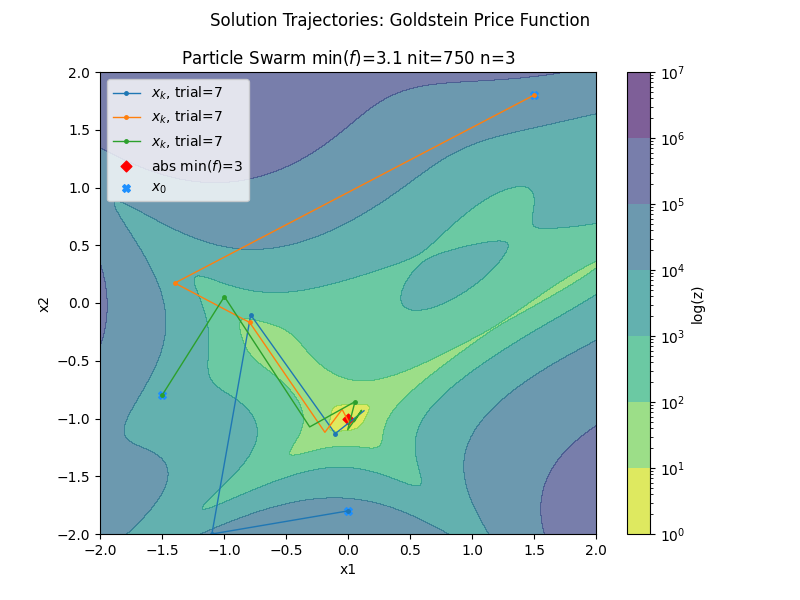 Solution Trajectories: Goldstein Price Function
Particle Swarm min(f)=3.1 nit=750 n=3
x_k, trial=7
x_k, trial=7
x_k, trial=7
abs min(f)=3
x_0
x2
2.0
1.5
1.0
0.5
0.0
−0.5
−1.0
−1.5
−2.0
−2.0 −1.5 −1.0 −0.5 0.0 0.5 1.0 1.5 2.0
x1
10^7
10^6
10^5
10^4
10^3
10^2
10^1
10^0
log(z)